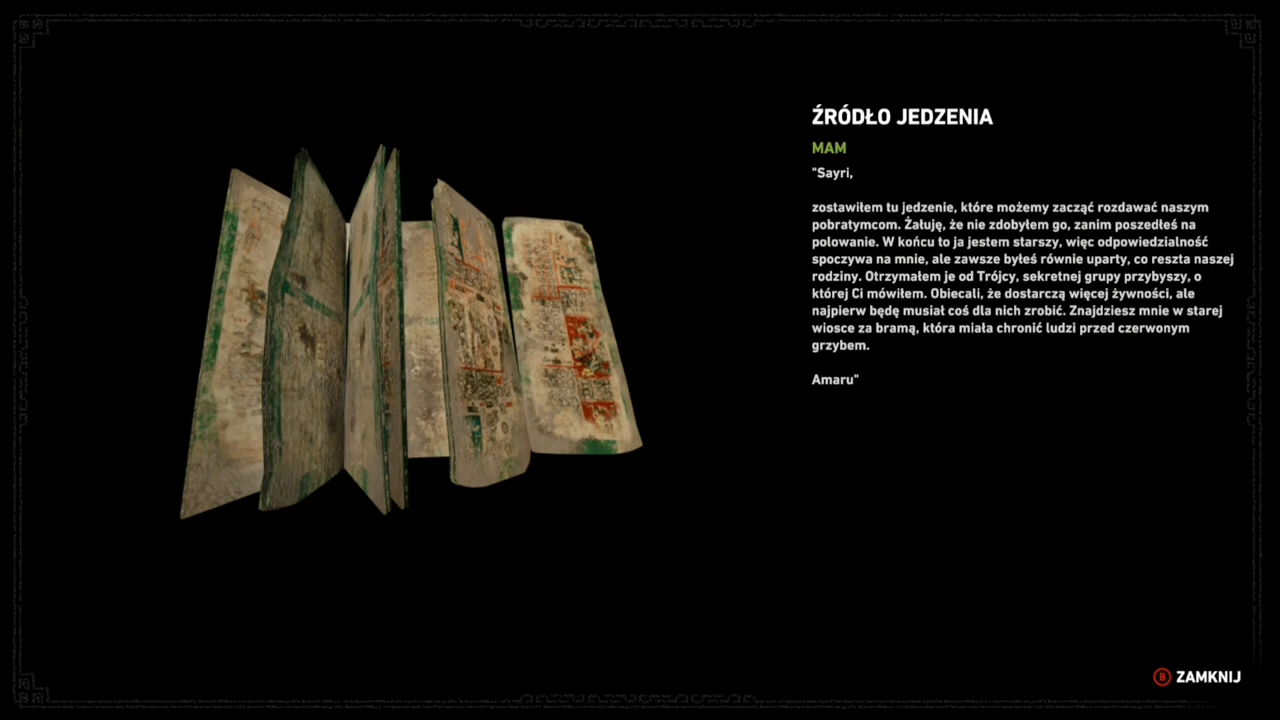 ŹRÓDŁO JEDZENIA
MAM
"Sayri,
zostawiłem tu jedzenie, które możemy zacząć rozdawać naszym
pobratymcom. Żałuję, że nie zdobyłem go, zanim poszedłeś na
polowanie. W końcu to ja jestem starszy, więc odpowiedzialność
spoczywa na mnie, ale zawsze byłeś równie uparty, co reszta naszej
rodziny. Otrzymałem je od Trójcy, sekretnej grupy przybyszy, o
której Ci mówiłem. Obiecali, że dostarczą więcej żywności, ale
najpierw będę musiał coś dla nich zrobić. Znajdziesz mnie w starej
wiosce za bramą, która miała chronić ludzi przed czerwonym
grzybem.
Amaru"
B ZAMKNIJ